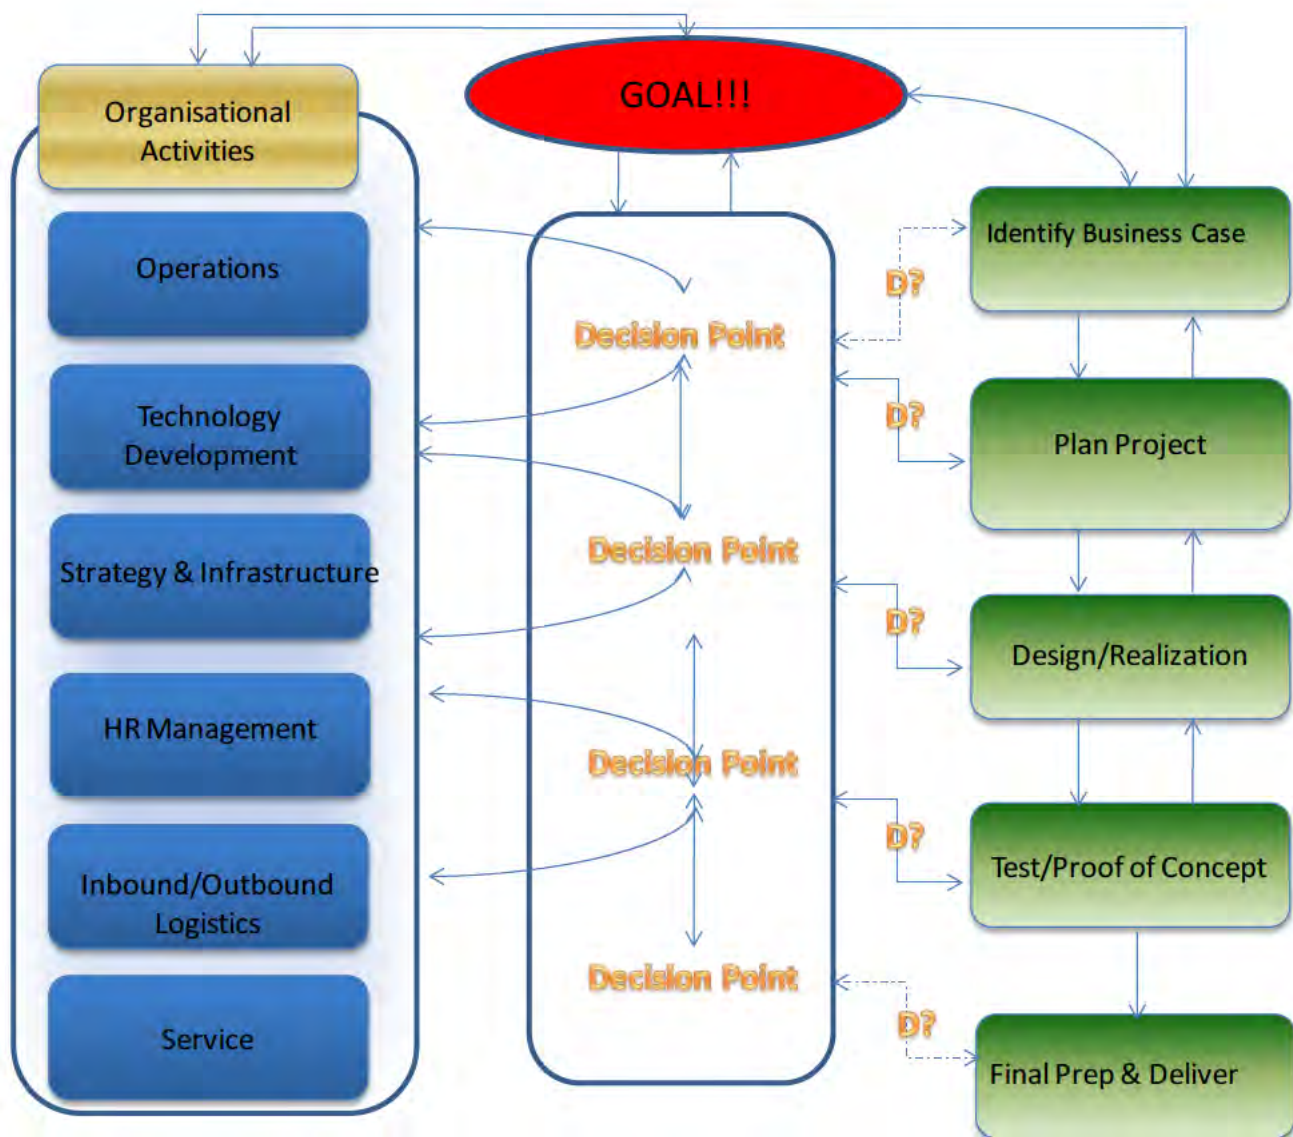 GOAL!!!
Organisational
Activities
Operations
Technology
Development
Strategy & Infrastructure
HR Management
Inbound/Outbound
Logistics
Service
Decision Point
Decision Point
Decision Point
Decision Point
D?
D?
D?
D?
D?
Identify Business Case
Plan Project
Design/Realization
Test/Proof of Concept
Final Prep & Deliver